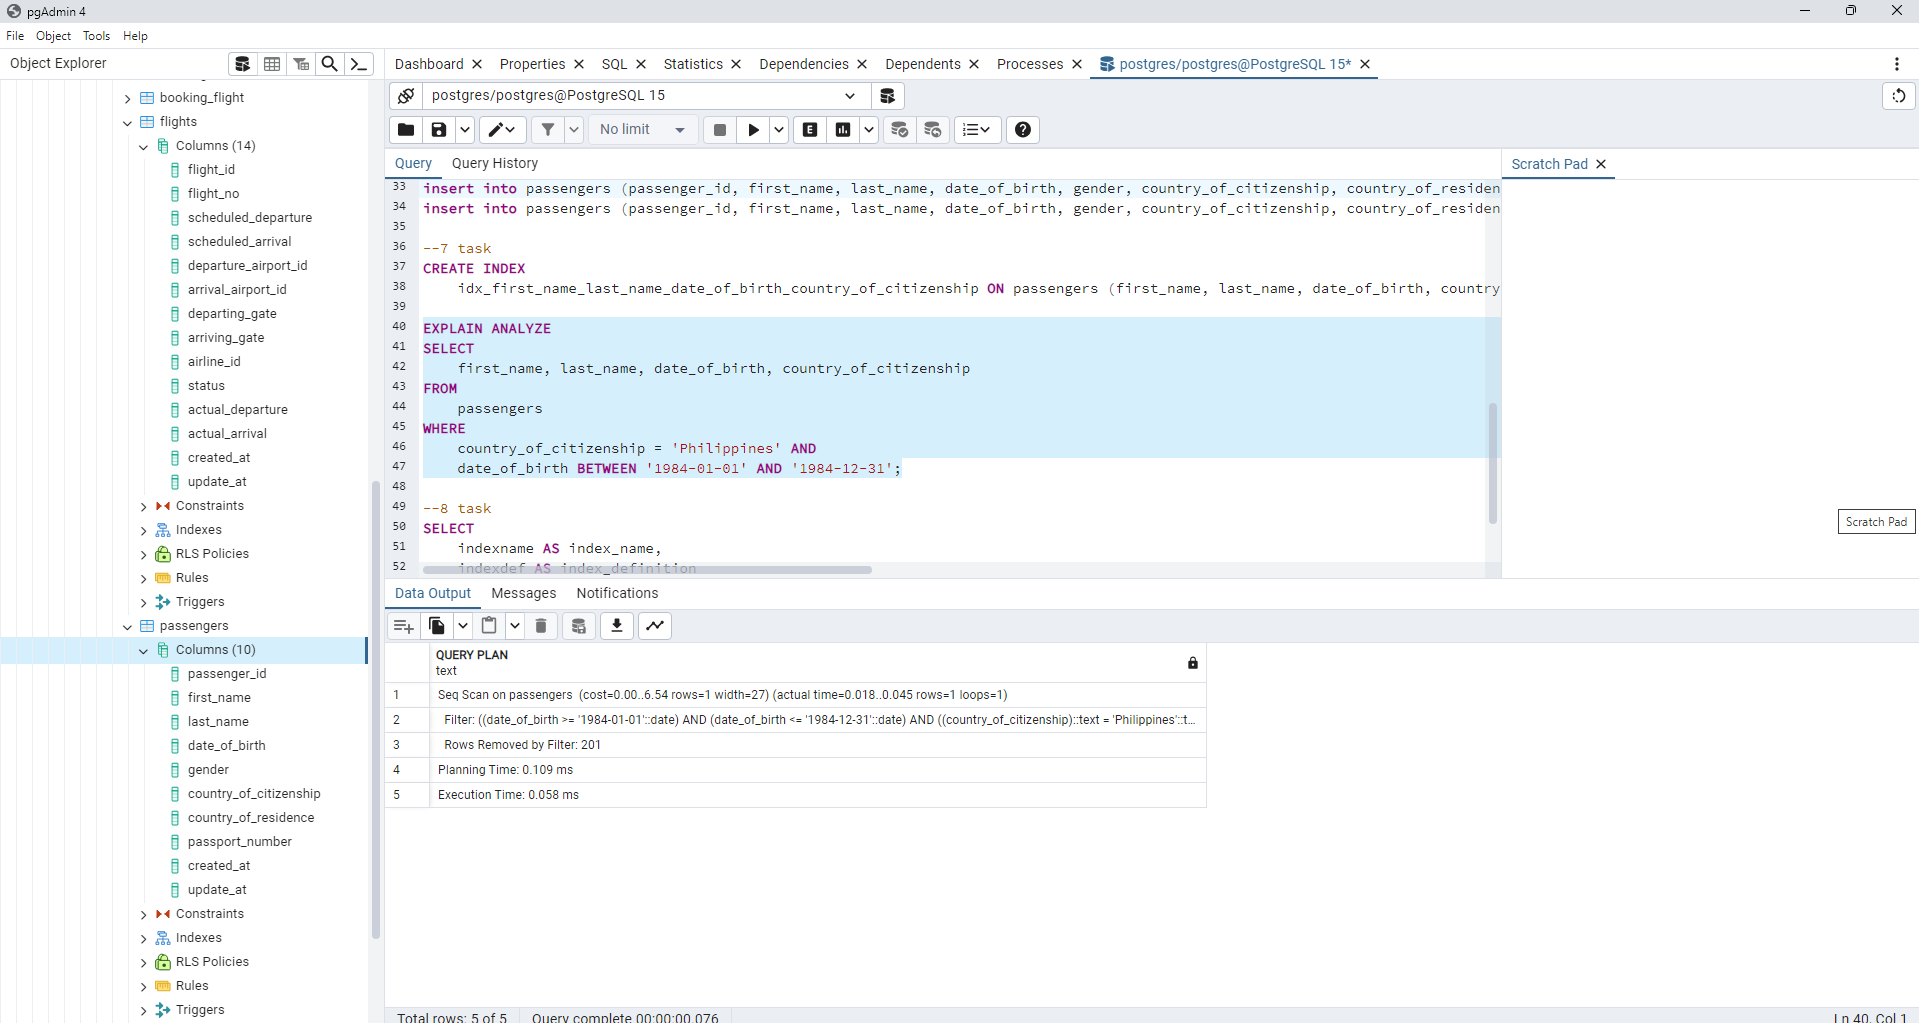 pgAdmin 4
File Object Tools Help
Object Explorer
Dashboard Properties SQL Statistics Dependencies Dependents Processes postgres/postgres@PostgreSQL 15*
booking_flight
flights
Columns (14)
flight_id
flight_no
scheduled_departure
scheduled_arrival
departure_airport_id
arrival_airport_id
departing_gate
arriving_gate
airline_id
status
actual_departure
actual_arrival
created_at
update_at
Constraints
Indexes
RLS Policies
Rules
Triggers
passengers
Columns (10)
passenger_id
first_name
last_name
date_of_birth
gender
country_of_citizenship
country_of_residence
passport_number
created_at
update_at
Constraints
Indexes
RLS Policies
Rules
Triggers
postgres/postgres@PostgreSQL 15
No limit
E
Query Query History
33 insert into passengers (passenger_id, first_name, last_name, date_of_birth, gender, country_of_citizenship, country_of_residen
34 insert into passengers (passenger_id, first_name, last_name, date_of_birth, gender, country_of_citizenship, country_of_residen
35
36 --7 task
37 CREATE INDEX
38 idx_first_name_last_name_date_of_birth_country_of_citizenship ON passengers (first_name, last_name, date_of_birth, country
39
40 EXPLAIN ANALYZE
41 SELECT
42 first_name, last_name, date_of_birth, country_of_citizenship
43 FROM
44 passengers
45 WHERE
46 country_of_citizenship = 'Philippines' AND
47 date_of_birth BETWEEN '1984-01-01' AND '1984-12-31';
48
49 --8 task
50 SELECT
51 indexname AS index_name,
52 indexdef AS index_definition
Scratch Pad
Scratch Pad
Data Output Messages Notifications
QUERY PLAN
text
1 Seq Scan on passengers (cost=0.00..6.54 rows=1 width=27) (actual time=0.018..0.045 rows=1 loops=1)
2 Filter: ((date_of_birth >= '1984-01-01'::date) AND (date_of_birth <= '1984-12-31'::date) AND ((country_of_citizenship)::text = 'Philippines'::t...
3 Rows Removed by Filter: 201
4 Planning Time: 0.109 ms
5 Execution Time: 0.058 ms
Total rows: 5 of 5 Query complete 00:00:00.076 Ln 40, Col 1